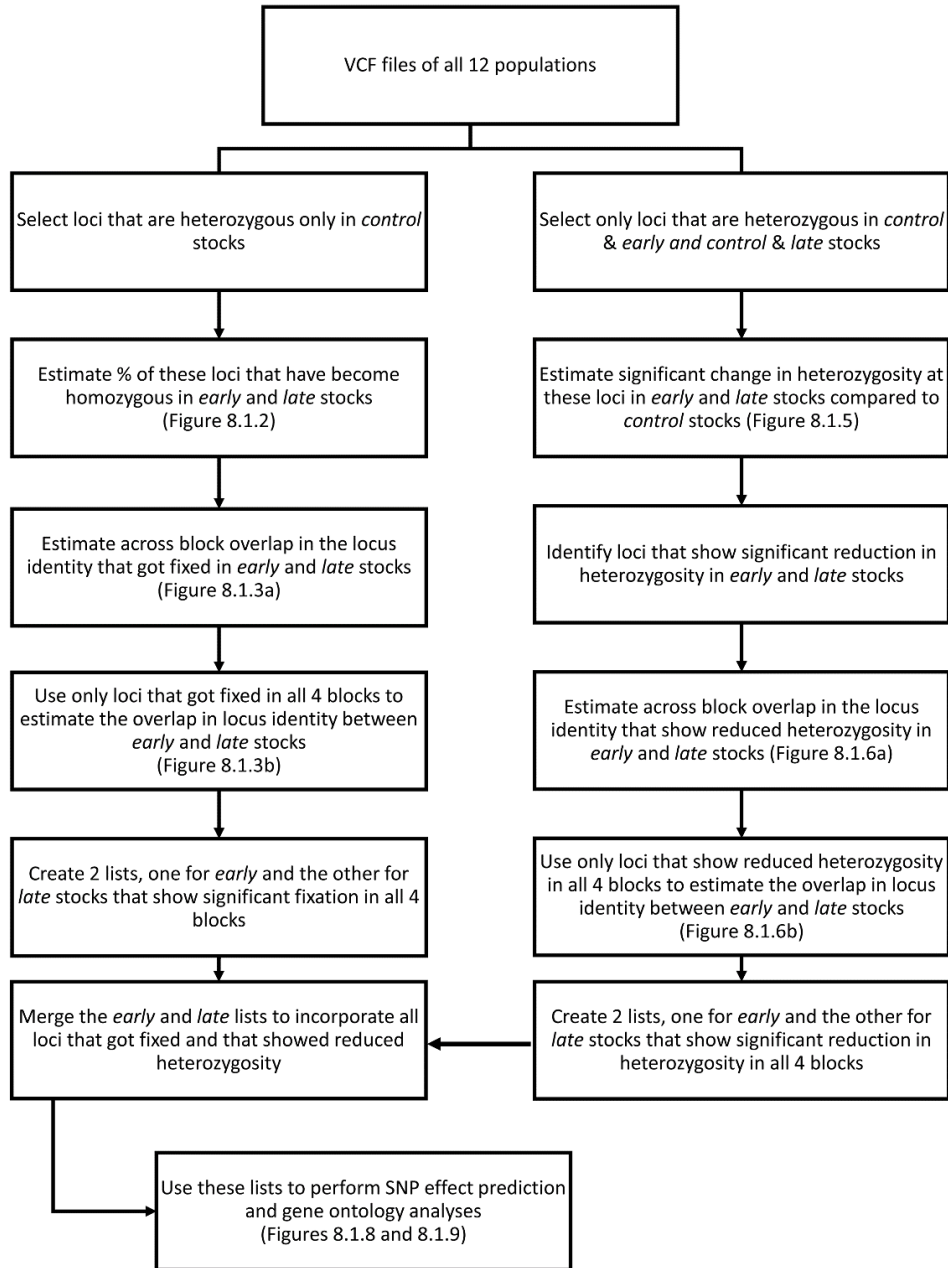 VCF files of all 12 populations
Select loci that are heterozygous only in control
stocks
Estimate % of these loci that have become
homozygous in early and late stocks
(Figure 8.1.2)
Estimate across block overlap in the locus
identity that got fixed in early and late stocks
(Figure 8.1.3a)
Use only loci that got fixed in all 4 blocks to
estimate the overlap in locus identity between
early and late stocks
(Figure 8.1.3b)
Create 2 lists, one for early and the other for
late stocks that show significant fixation in all 4
blocks
Merge the early and late lists to incorporate all
loci that got fixed and that showed reduced
heterozygosity
Select only loci that are heterozygous in control
& early and control & late stocks
Estimate significant change in heterozygosity at
these loci in early and late stocks compared to
control stocks (Figure 8.1.5)
Identify loci that show significant reduction in
heterozygosity in early and late stocks
Estimate across block overlap in the locus
identity that show reduced heterozygosity in
early and late stocks (Figure 8.1.6a)
Use only loci that show reduced heterozygosity
in all 4 blocks to estimate the overlap in locus
identity between early and late stocks
(Figure 8.1.6b)
Create 2 lists, one for early and the other for
late stocks that show significant reduction in
heterozygosity in all 4 blocks
Use these lists to perform SNP effect prediction
and gene ontology analyses
(Figures 8.1.8 and 8.1.9)